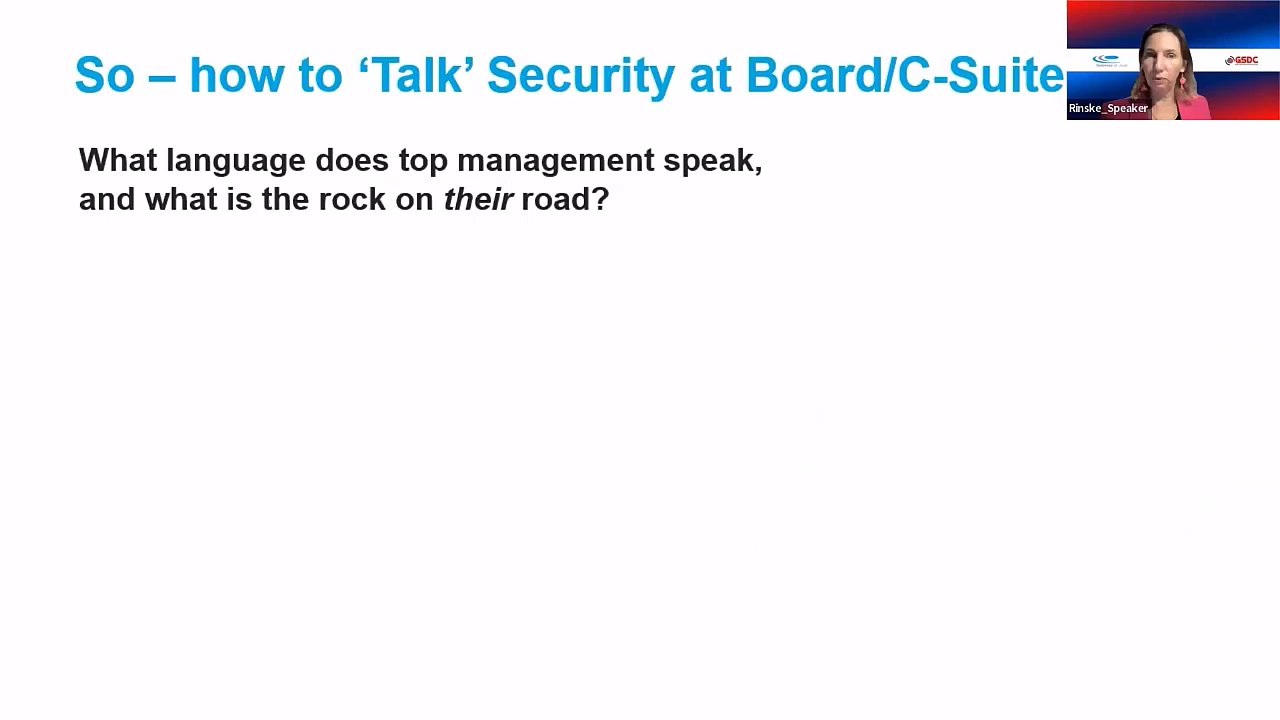 So – how to ‘Talk’ Security at Board/C-Suite
What language does top management speak,
and what is the rock on their road?
GSDC
Rinske_Speaker